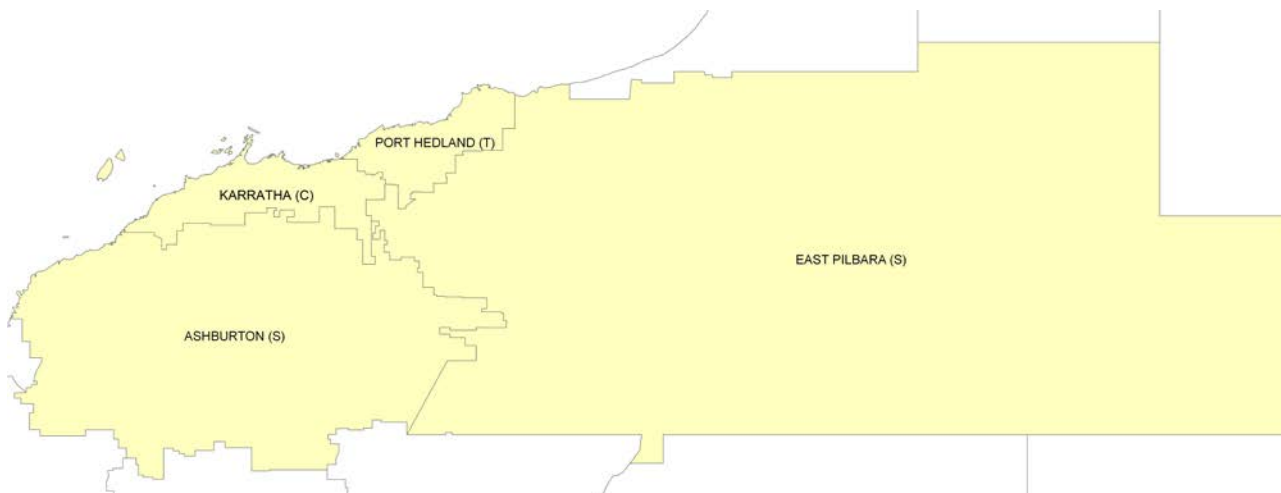 PORT HEDLAND (T)
KARRATHA (C)
EAST PILBARA (S)
ASHBURTON (S)